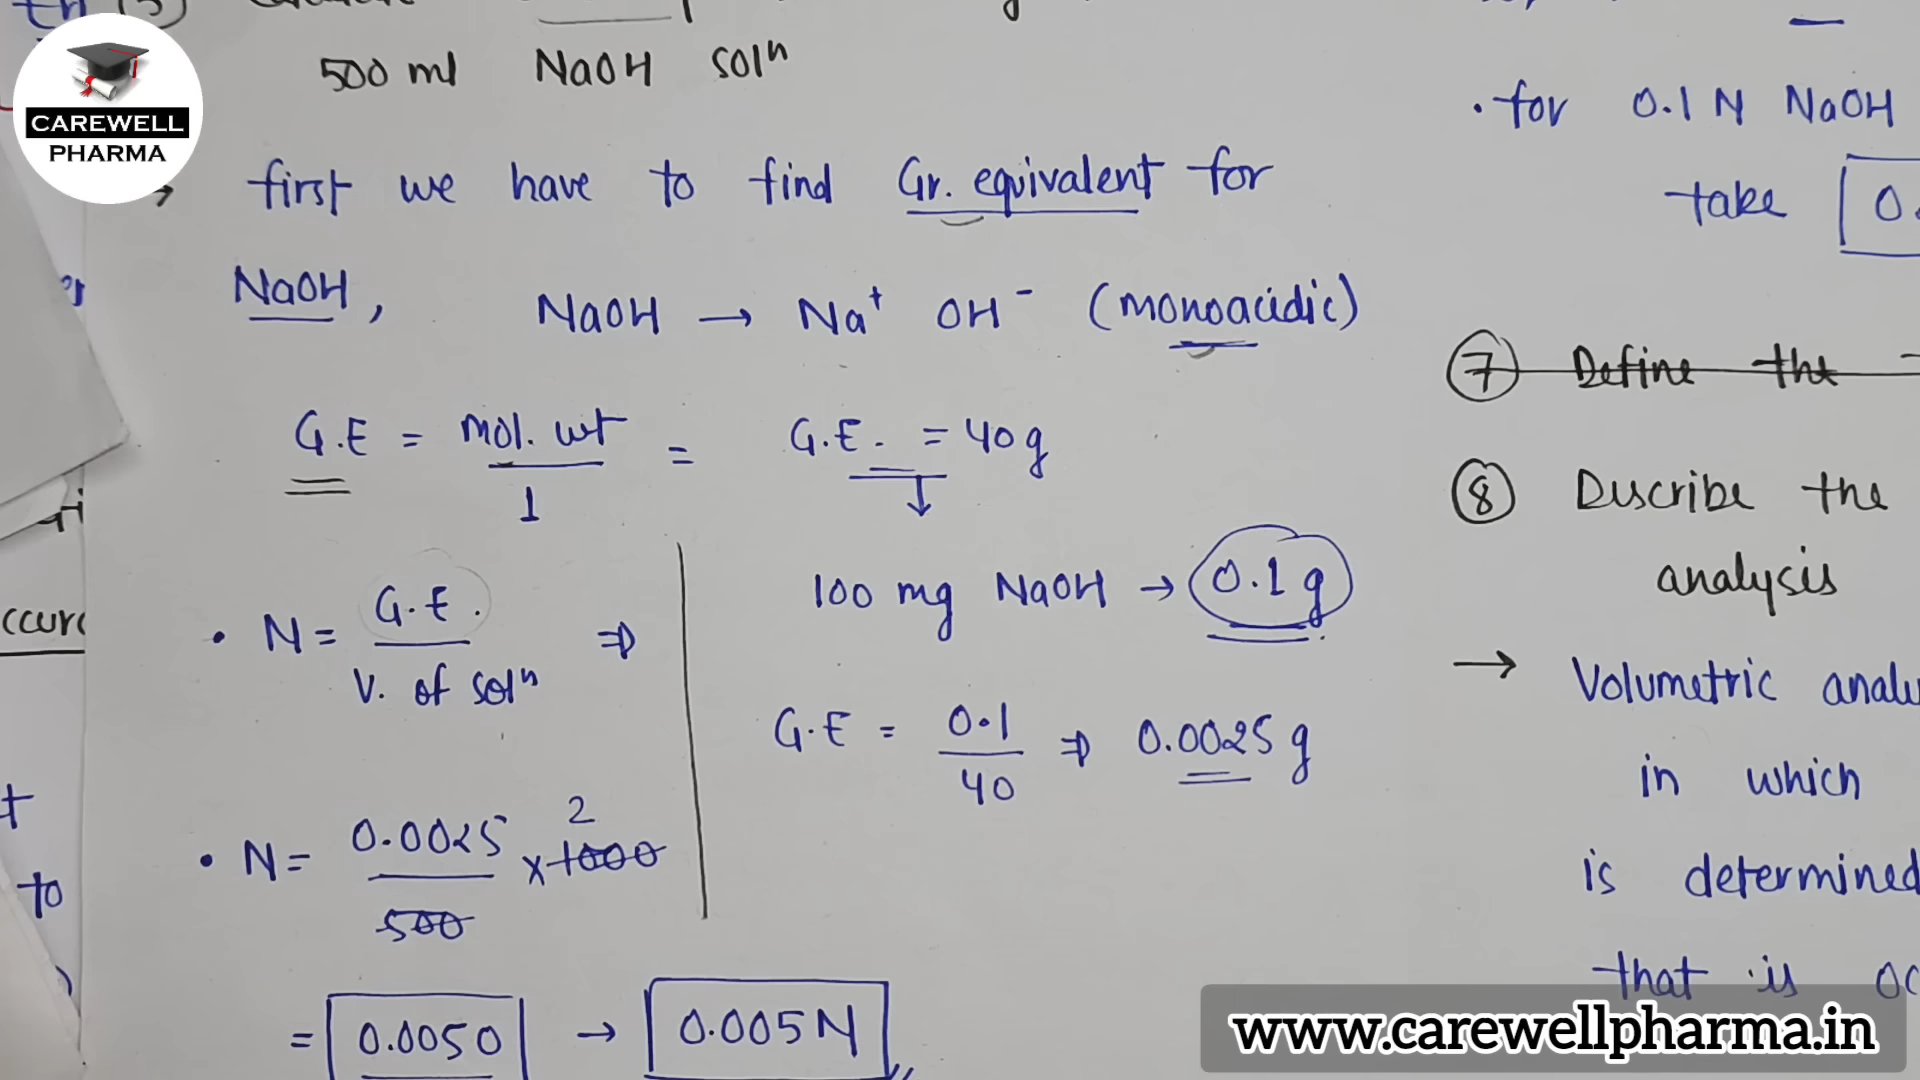 CAREWELL
PHARMA
500 ml NaOH solⁿ
first we have to find Gr. equivalent for
NaOH, NaOH → Na⁺ OH⁻ (monoacidic)
G.E = mol. wt / 1 = G.E. = 40g
↓
100 mg NaOH → 0.1 g
• N = G.E. / V. of solⁿ ⇒
G.E = 0.1 / 40 ⇒ 0.0025 g
• N = 0.0025 / 500 x 1000 2
= 0.0050 → 0.005N
• for 0.1 N NaOH
take
7 Define the
8 Discribe the
analysis
→ Volumetric
in which
is determined
that is
to
www.carewellpharma.in